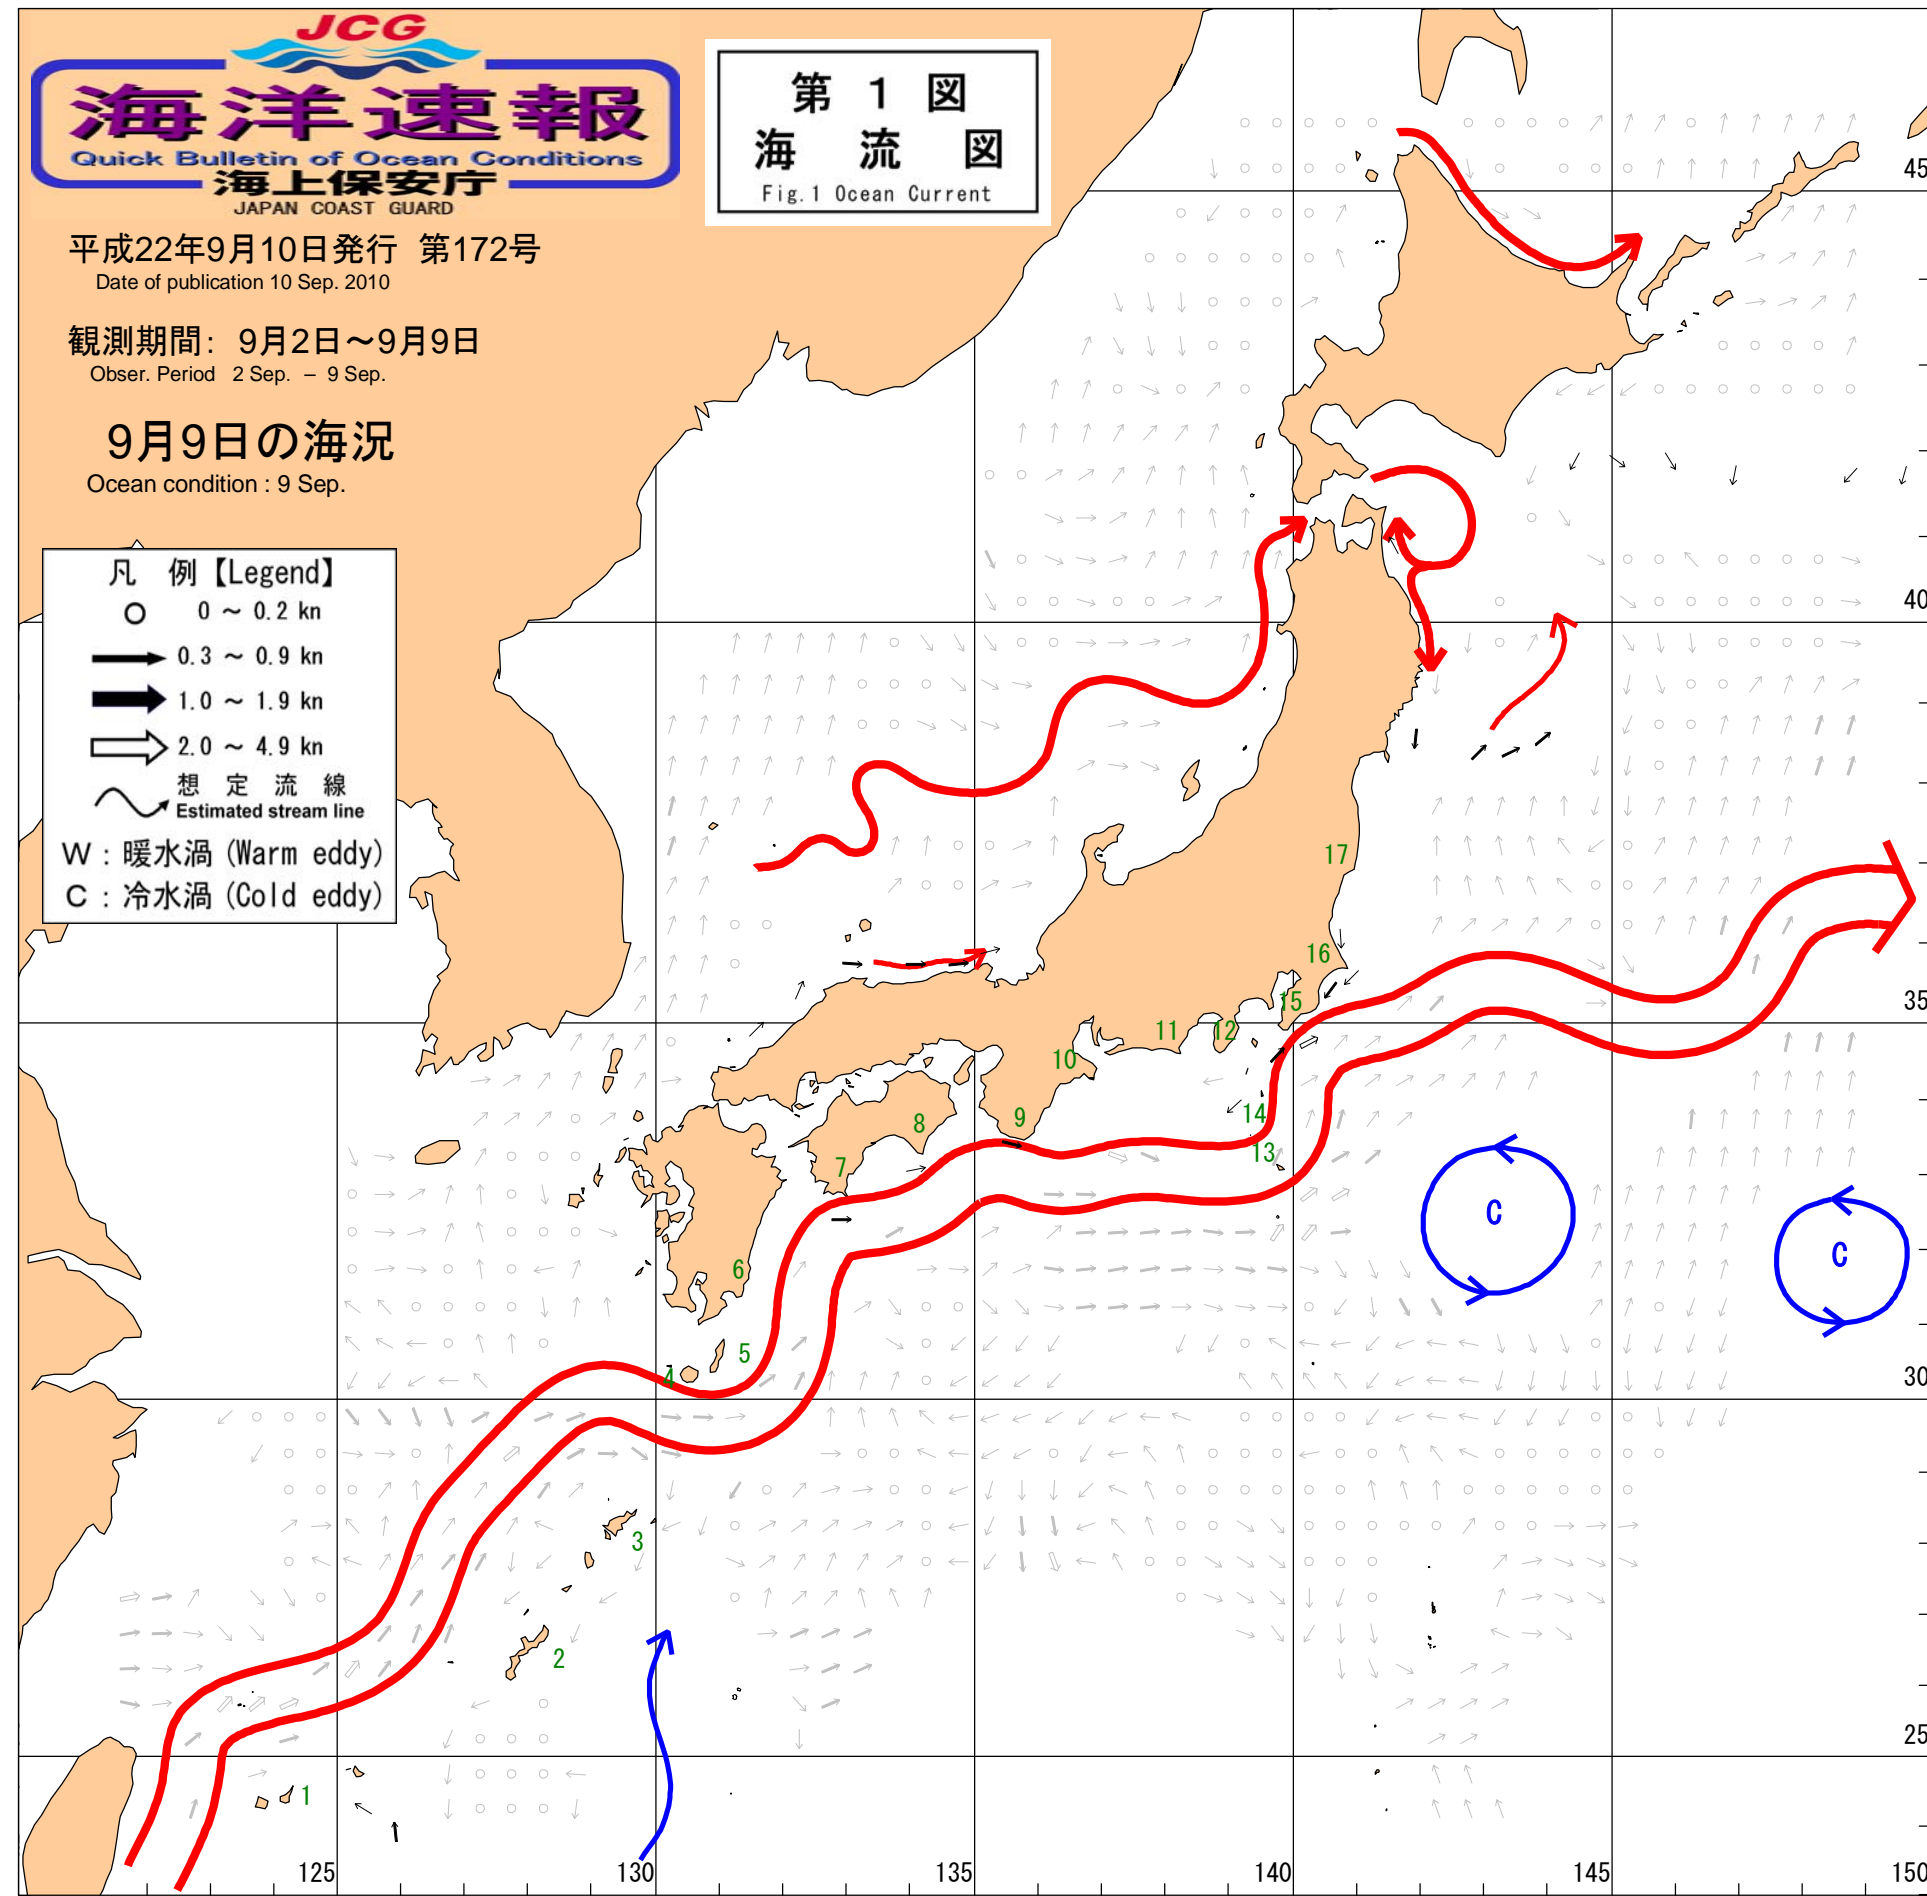 JCG
海洋速報
Quick Bulletin of Ocean Conditions
海上保安庁
JAPAN COAST GUARD
第 1 図
海 流 図
Fig.1 Ocean Current
平成22年9月10日発行 第172号
Date of publication 10 Sep. 2010
観測期間: 9月2日～9月9日
Obser. Period 2 Sep. – 9 Sep.
9月9日の海況
Ocean condition : 9 Sep.
凡 例【Legend】
0 ～ 0.2 kn
0.3 ～ 0.9 kn
1.0 ～ 1.9 kn
2.0 ～ 4.9 kn
想 定 流 線
Estimated stream line
W : 暖水渦 (Warm eddy)
C : 冷水渦 (Cold eddy)
45
40
17
16
35
15
11
12
10
14
9
8
13
7
C
C
6
5
4
30
3
2
25
1
125
130
135
140
145
150